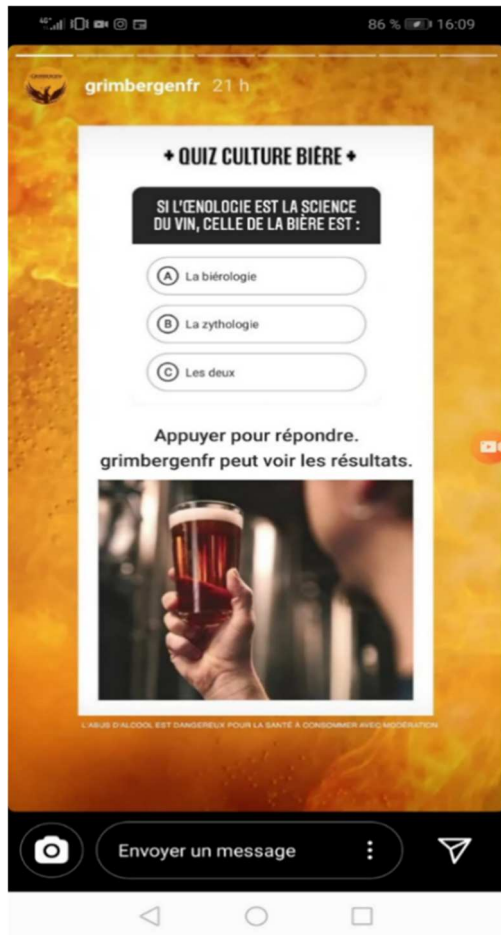 4G
86 % 16:09
GRIMBERGEN
grimbergenfr 21 h
+ QUIZ CULTURE BIÈRE +
SI L'ŒNOLOGIE EST LA SCIENCE
DU VIN, CELLE DE LA BIÈRE EST :
A La biérologie
B La zythologie
C Les deux
Appuyer pour répondre.
grimbergenfr peut voir les résultats.
L'ABUS D'ALCOOL EST DANGEREUX POUR LA SANTÉ À CONSOMMER AVEC MODÉRATION
Envoyer un message